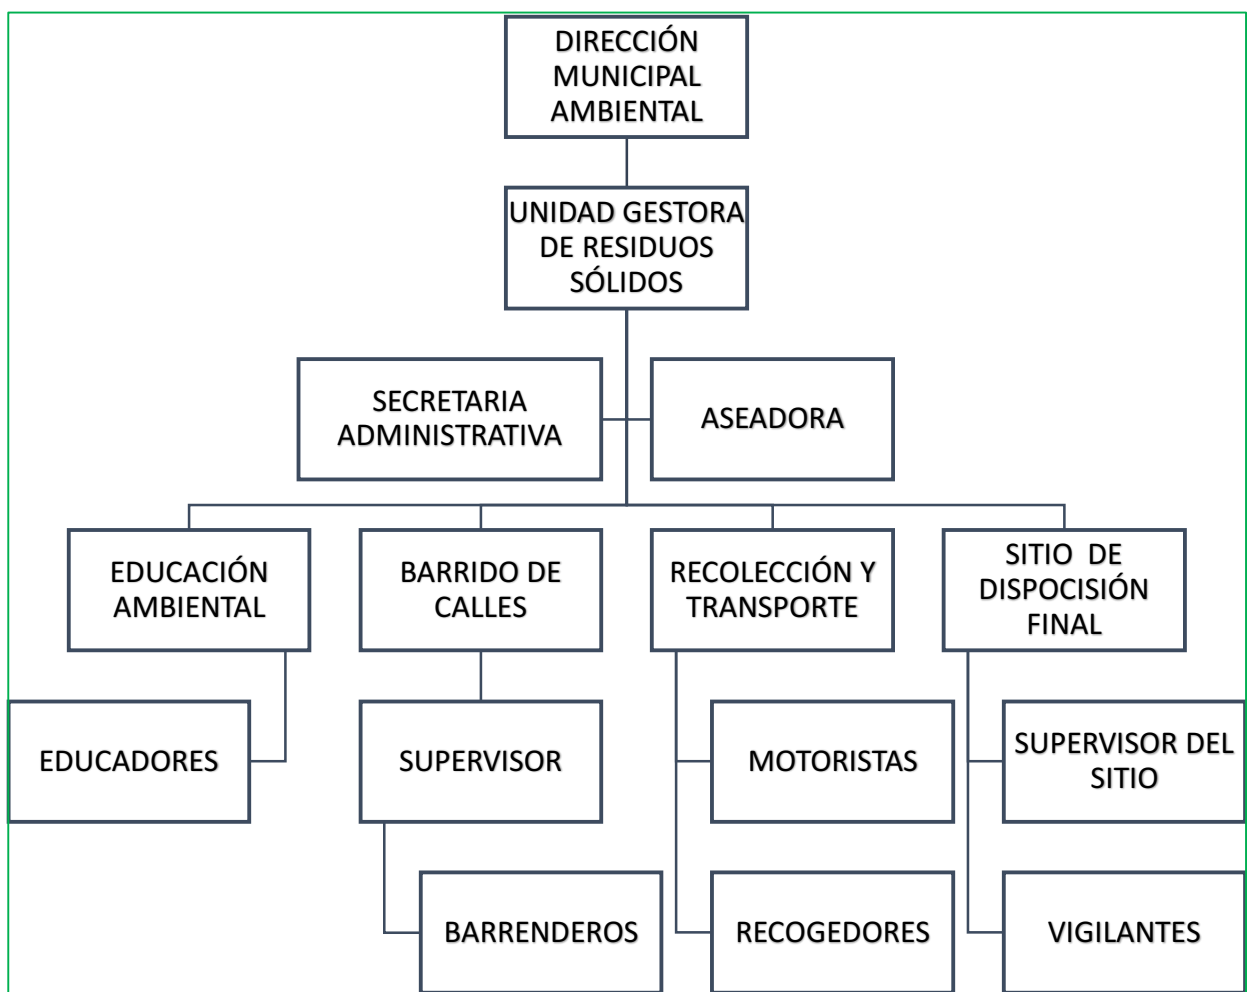 DIRECCIÓN
MUNICIPAL
AMBIENTAL
UNIDAD GESTORA
DE RESIDUOS
SÓLIDOS
SECRETARIA
ADMINISTRATIVA
ASEADORA
EDUCACIÓN
AMBIENTAL
BARRIDO DE
CALLES
RECOLECCIÓN Y
TRANSPORTE
SITIO DE
DISPOCISIÓN
FINAL
EDUCADORES
SUPERVISOR
MOTORISTAS
SUPERVISOR DEL
SITIO
BARRENDEROS
RECOGEDORES
VIGILANTES